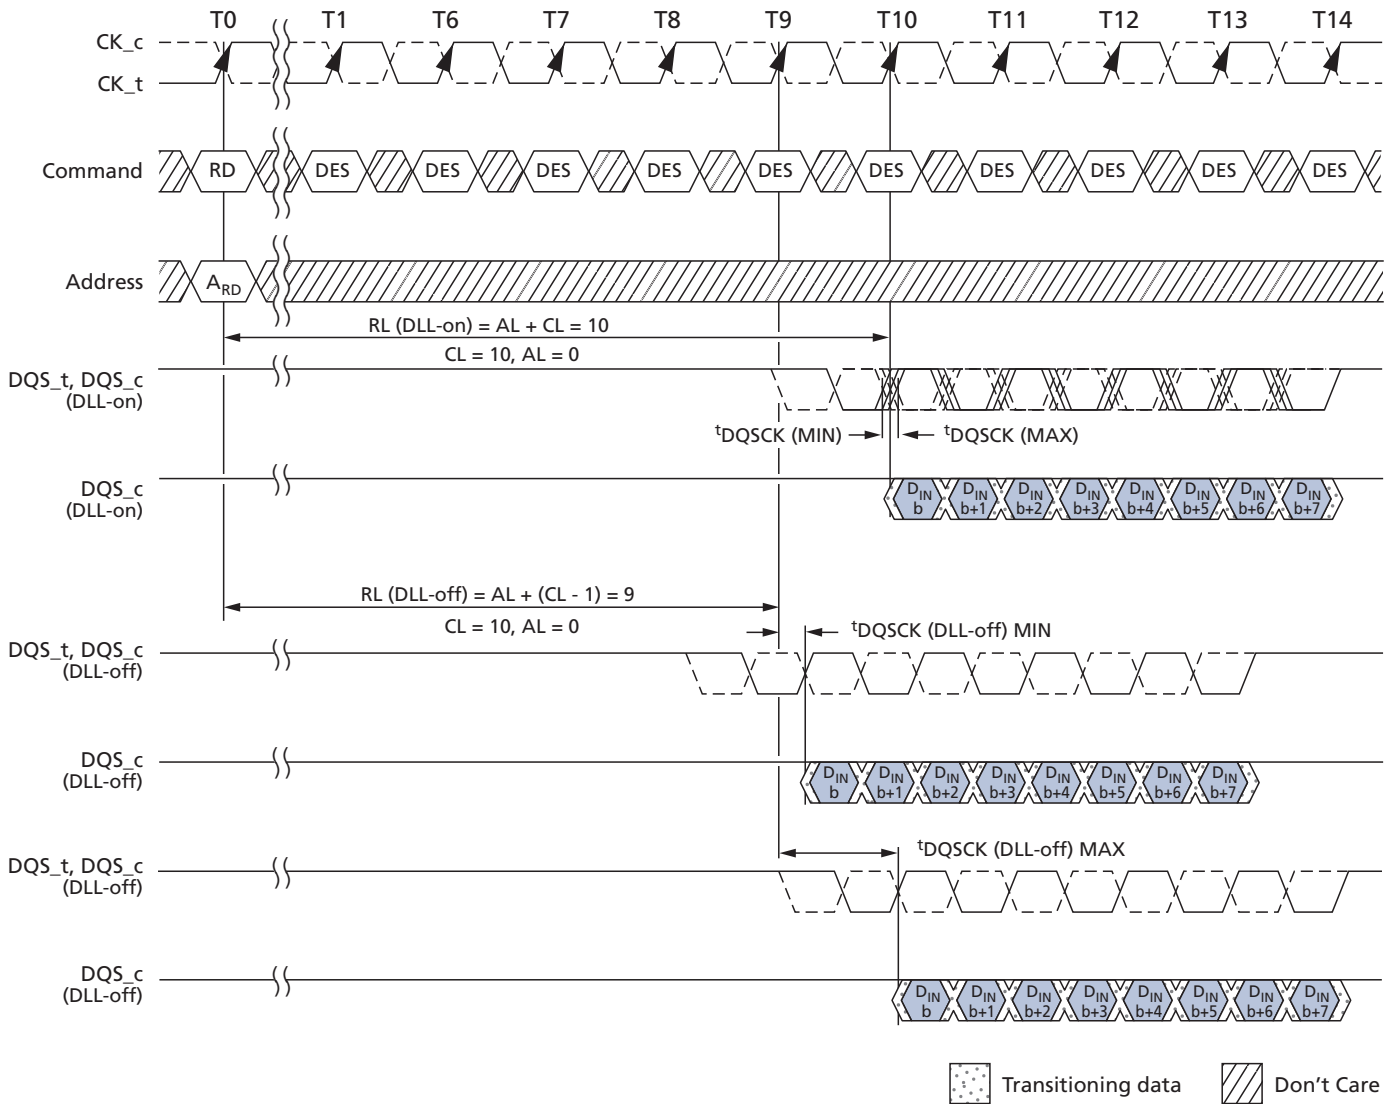 T0 T1 T6 T7 T8 T9 T10 T11 T12 T13 T14
CK_c
CK_t
Command RD DES DES DES DES DES DES DES DES DES DES
Address A_RD
RL (DLL-on) = AL + CL = 10
CL = 10, AL = 0
DQS_t, DQS_c
(DLL-on)
tDQSCK (MIN) tDQSCK (MAX)
DQS_c
(DLL-on)
DIN DIN DIN DIN DIN DIN DIN DIN
b b+1 b+2 b+3 b+4 b+5 b+6 b+7
RL (DLL-off) = AL + (CL - 1) = 9
CL = 10, AL = 0
tDQSCK (DLL-off) MIN
DQS_t, DQS_c
(DLL-off)
DQS_c
(DLL-off)
DIN DIN DIN DIN DIN DIN DIN DIN
b b+1 b+2 b+3 b+4 b+5 b+6 b+7
tDQSCK (DLL-off) MAX
DQS_t, DQS_c
(DLL-off)
DQS_c
(DLL-off)
DIN DIN DIN DIN DIN DIN DIN DIN
b b+1 b+2 b+3 b+4 b+5 b+6 b+7
Transitioning data Don't Care